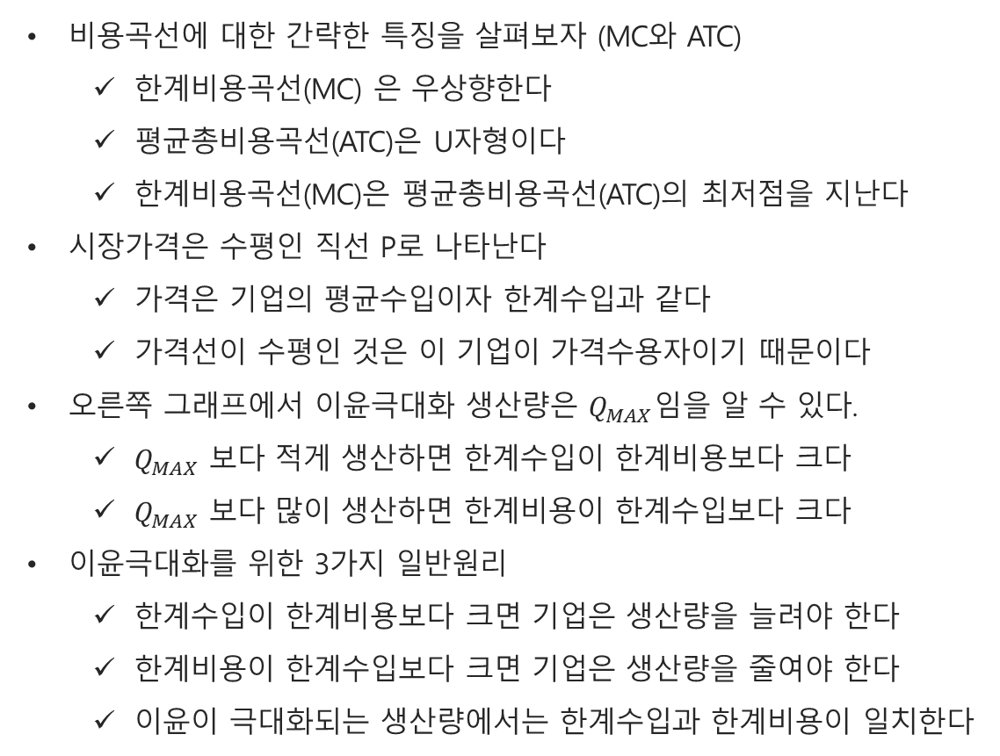 • 비용곡선에 대한 간략한 특징을 살펴보자 (MC와 ATC)
✓ 한계비용곡선(MC) 은 우상향한다
✓ 평균총비용곡선(ATC)은 U자형이다
✓ 한계비용곡선(MC)은 평균총비용곡선(ATC)의 최저점을 지난다
• 시장가격은 수평인 직선 P로 나타난다
✓ 가격은 기업의 평균수입이자 한계수입과 같다
✓ 가격선이 수평인 것은 이 기업이 가격수용자이기 때문이다
• 오른쪽 그래프에서 이윤극대화 생산량은 Q_MAX 임을 알 수 있다.
✓ Q_MAX 보다 적게 생산하면 한계수입이 한계비용보다 크다
✓ Q_MAX 보다 많이 생산하면 한계비용이 한계수입보다 크다
• 이윤극대화를 위한 3가지 일반원리
✓ 한계수입이 한계비용보다 크면 기업은 생산량을 늘려야 한다
✓ 한계비용이 한계수입보다 크면 기업은 생산량을 줄여야 한다
✓ 이윤이 극대화되는 생산량에서는 한계수입과 한계비용이 일치한다